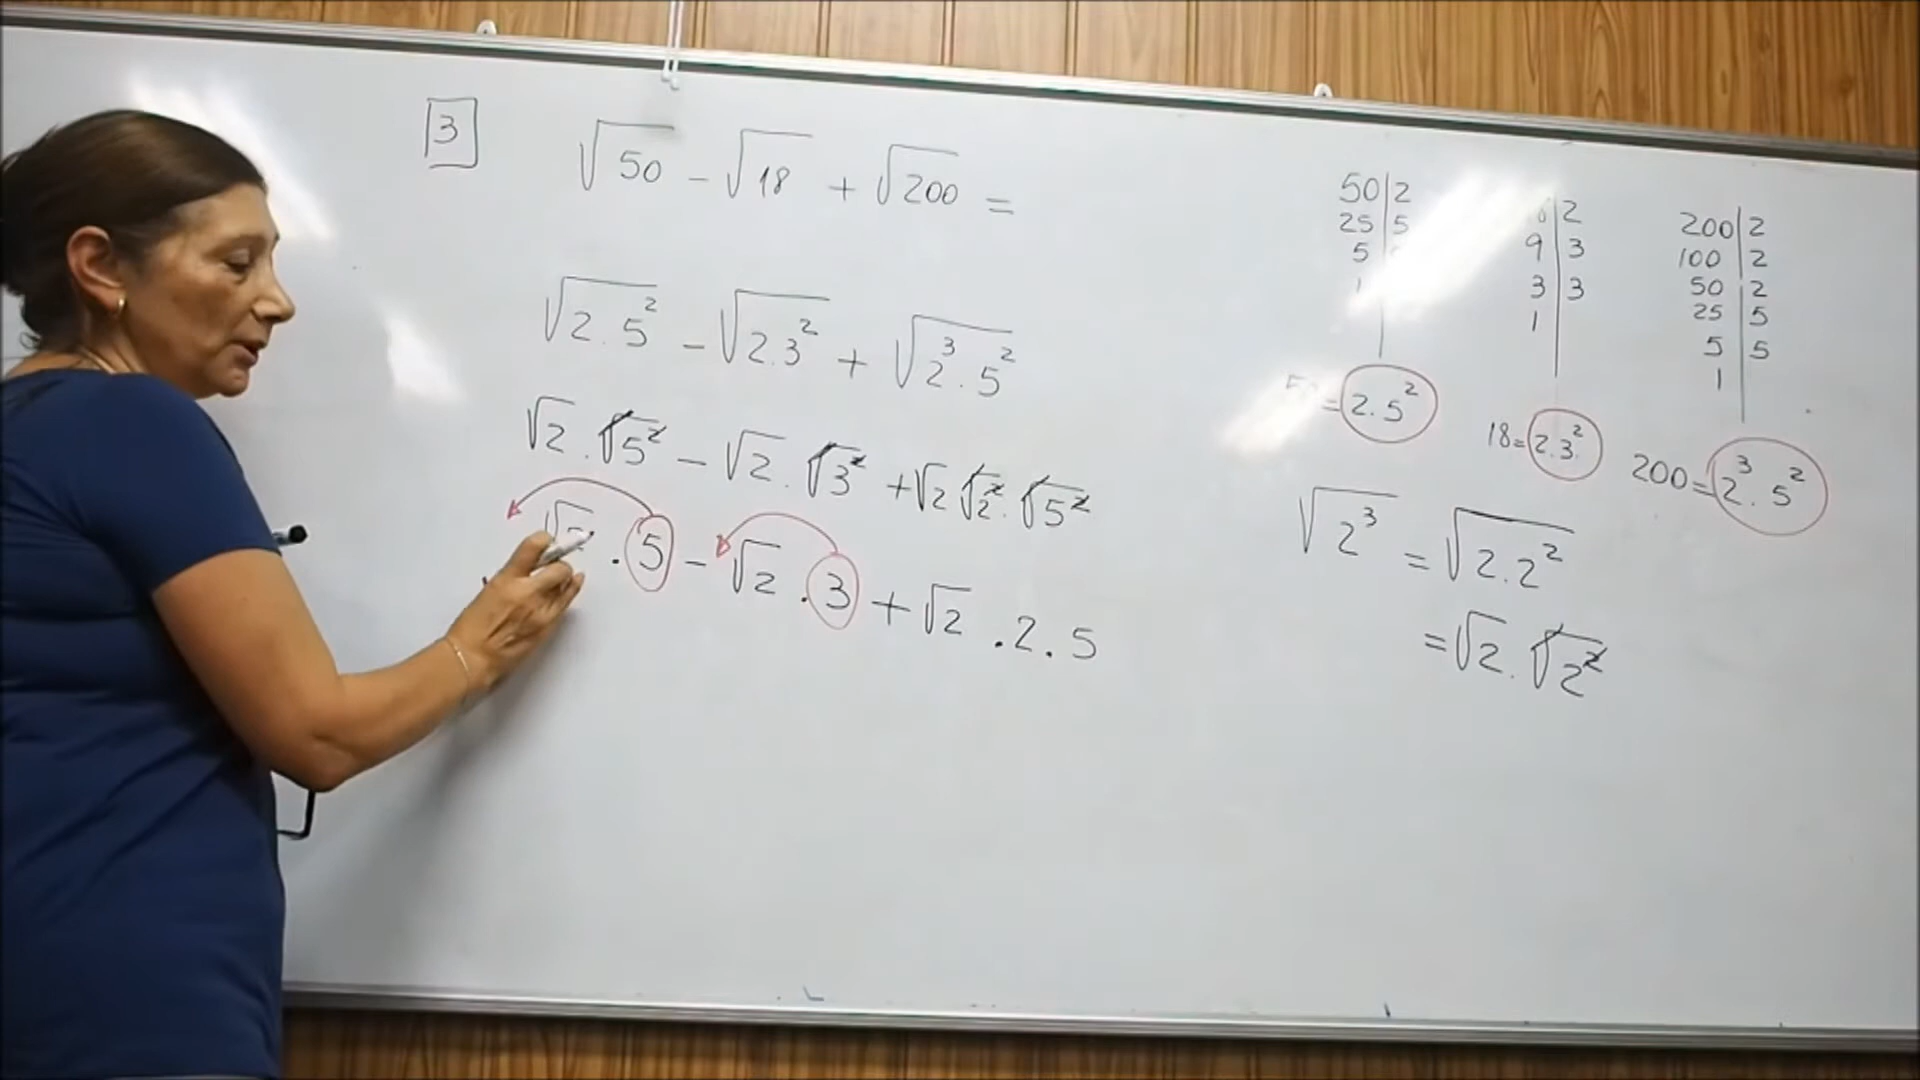 3
√50 - √18 + √200 =
√2.5² - √2.3² + √2³.5²
√2.√5² - √2.√3² + √2√2².√5²
.5 - √2.3 + √2.2.5
50|2
25|5
5
1
2
9|3
3|3
1
200|2
100|2
50|2
25|5
5|5
1
= 2.5²
18 = 2.3²
200 = 2³.5²
√2³ = √2.2²
= √2.√2²